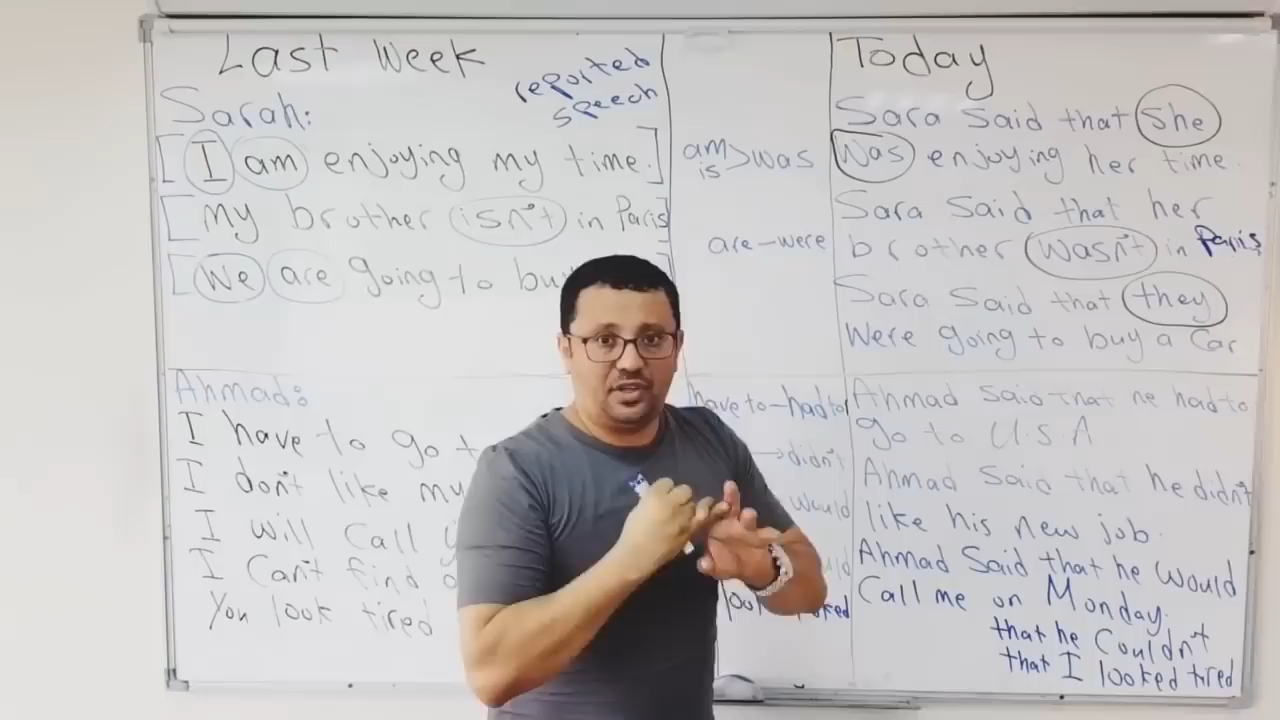 Last Week
reported
speech
Sarah:
[I am enjoying my time.]
[My brother isn't in Paris]
[We are going to bu
Ahmad:
I have to go t
I don't like my
I will Call
I Can't find
You look tired
am
is > was
are - were
have to - had to
→ didn't
would
Today
Sara Said that she
was enjoying her time.
Sara Said that her
brother wasn't in Paris
Sara Said that they
Were going to buy a Car
Ahmad Said that he had to
go to U.S.A
Ahmad Said that he didn't
like his new job.
Ahmad Said that he Would
Call me on Monday.
that he Couldn't
that I looked tired